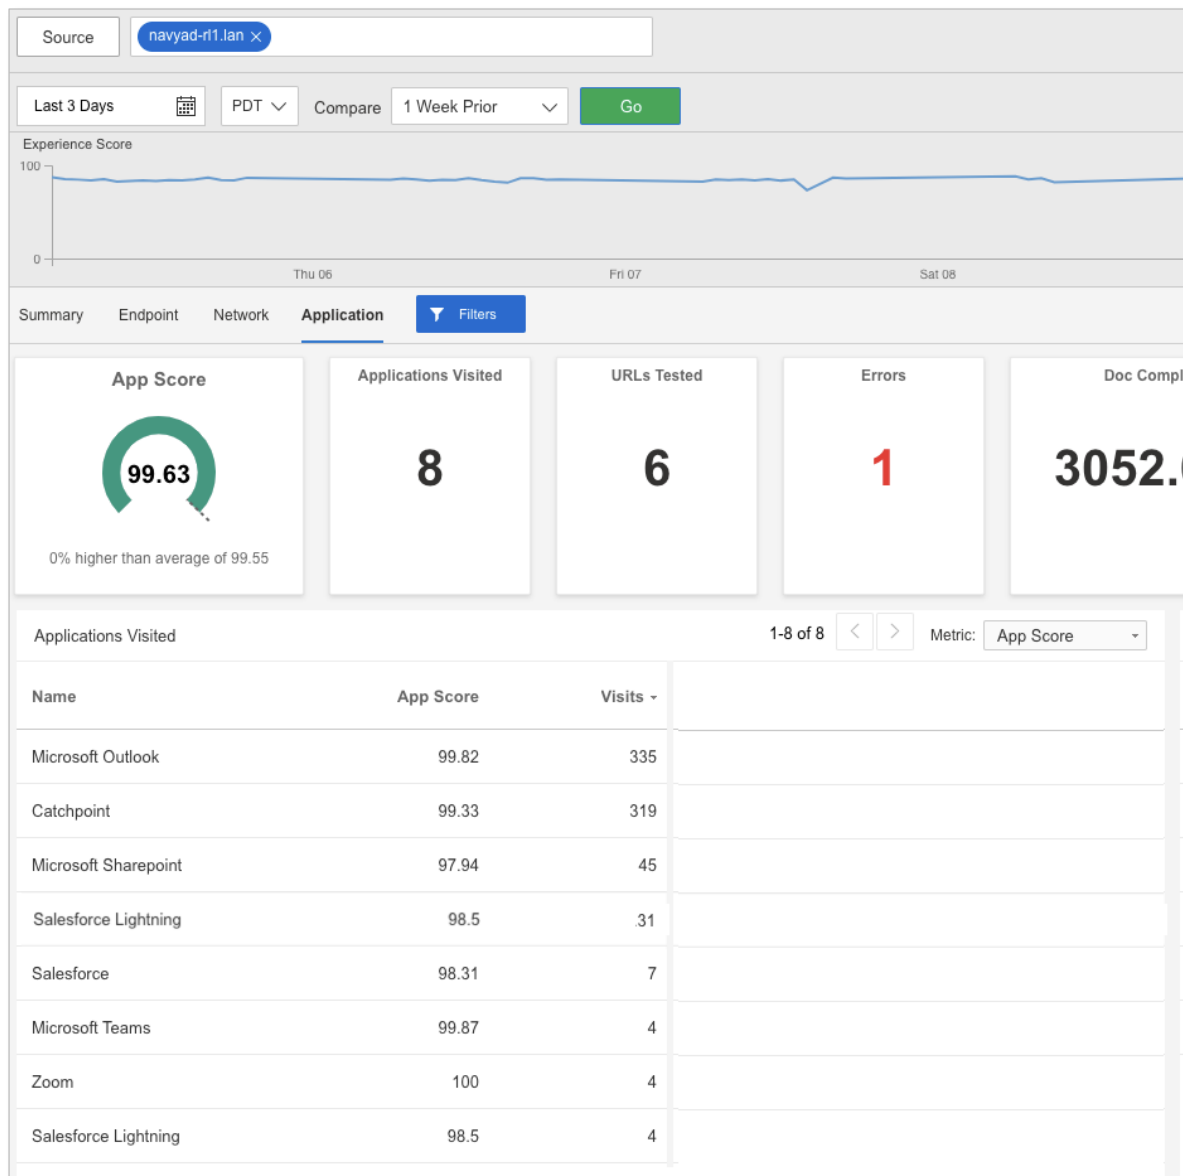 Source navyad-rl1.lan ×
Last 3 Days PDT Compare 1 Week Prior Go
Experience Score
100
0
Thu 06 Fri 07 Sat 08
Summary Endpoint Network Application Filters
App Score Applications Visited URLs Tested Errors Doc Compl
99.63 8 6 1 3052.
0% higher than average of 99.55
Applications Visited 1-8 of 8 < > Metric: App Score
Name App Score Visits
Microsoft Outlook 99.82 335
Catchpoint 99.33 319
Microsoft Sharepoint 97.94 45
Salesforce Lightning 98.5 31
Salesforce 98.31 7
Microsoft Teams 99.87 4
Zoom 100 4
Salesforce Lightning 98.5 4